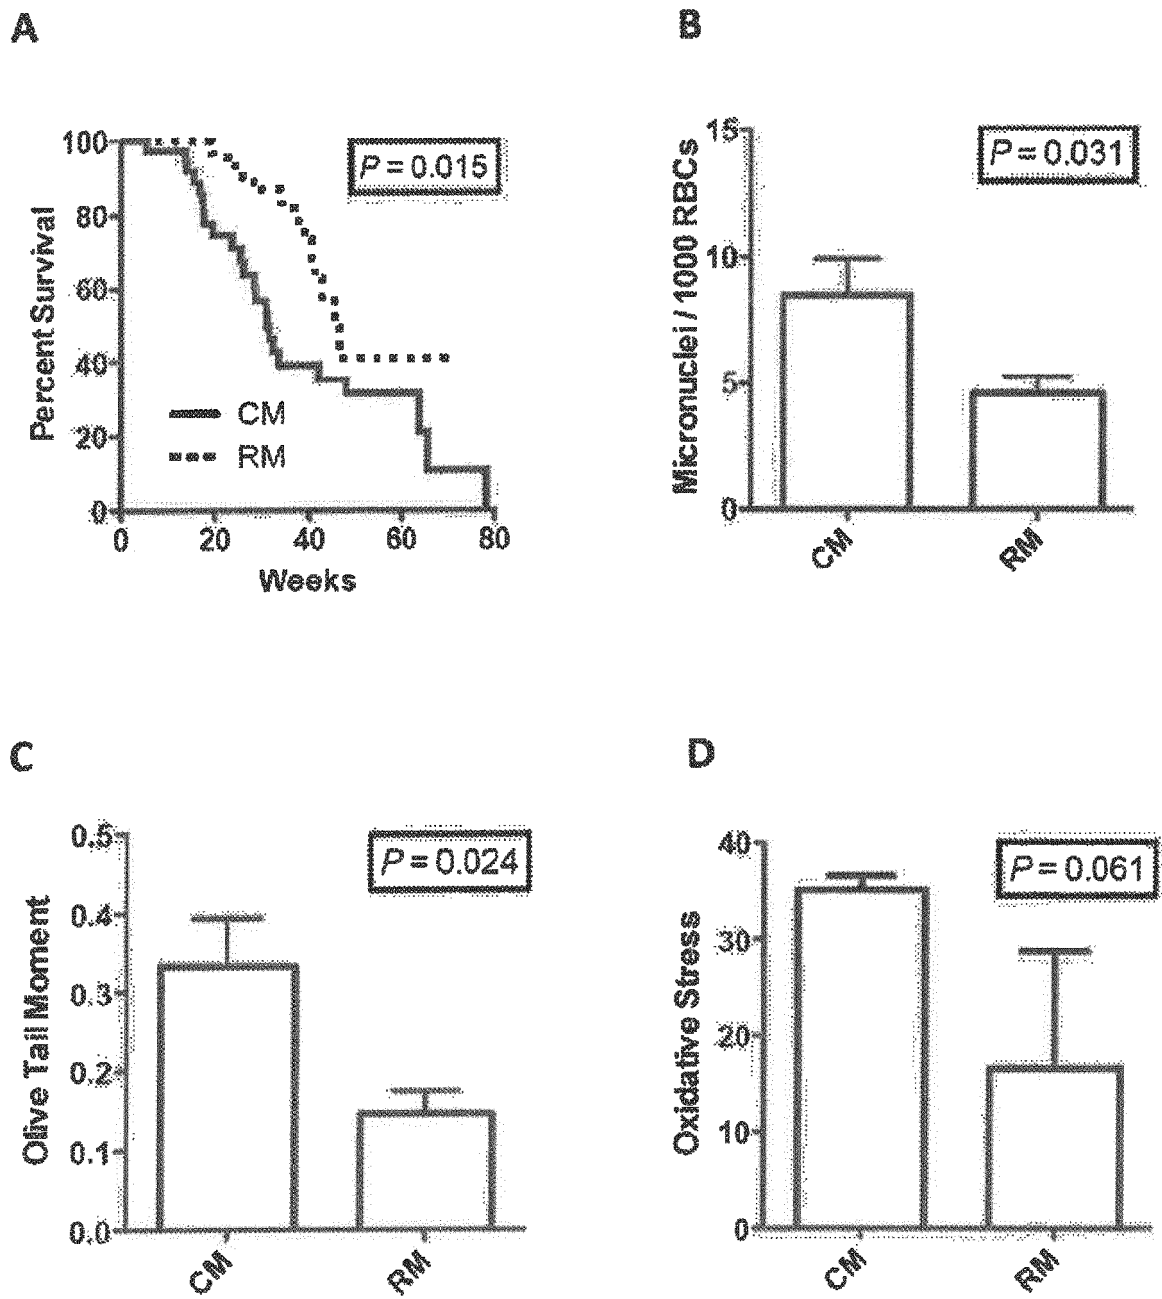 A
P = 0.015
Percent Survival
100
80
60
40
20
0
CM
RM
0 20 40 60 80
Weeks
B
P = 0.031
Micronuclei / 1000 RBCs
15
10
5
0
CM RM
C
P = 0.024
Olive Tail Moment
0.5
0.4
0.3
0.2
0.1
0.0
CM RM
D
P = 0.061
Oxidative Stress
40
30
20
10
0
CM RM